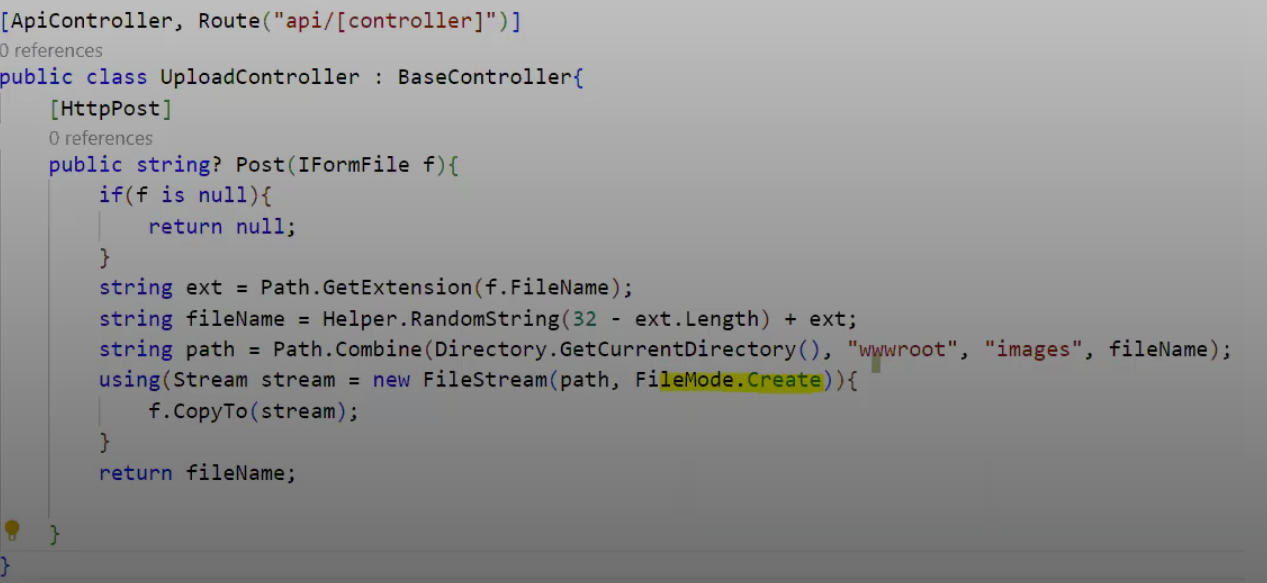 [ApiController, Route("api/[controller]")]
0 references
public class UploadController : BaseController{
[HttpPost]
0 references
public string? Post(IFormFile f){
if(f is null){
return null;
}
string ext = Path.GetExtension(f.FileName);
string fileName = Helper.RandomString(32 - ext.Length) + ext;
string path = Path.Combine(Directory.GetCurrentDirectory(), "wwwroot", "images", fileName);
using(Stream stream = new FileStream(path, FileMode.Create)){
f.CopyTo(stream);
}
return fileName;
}
}